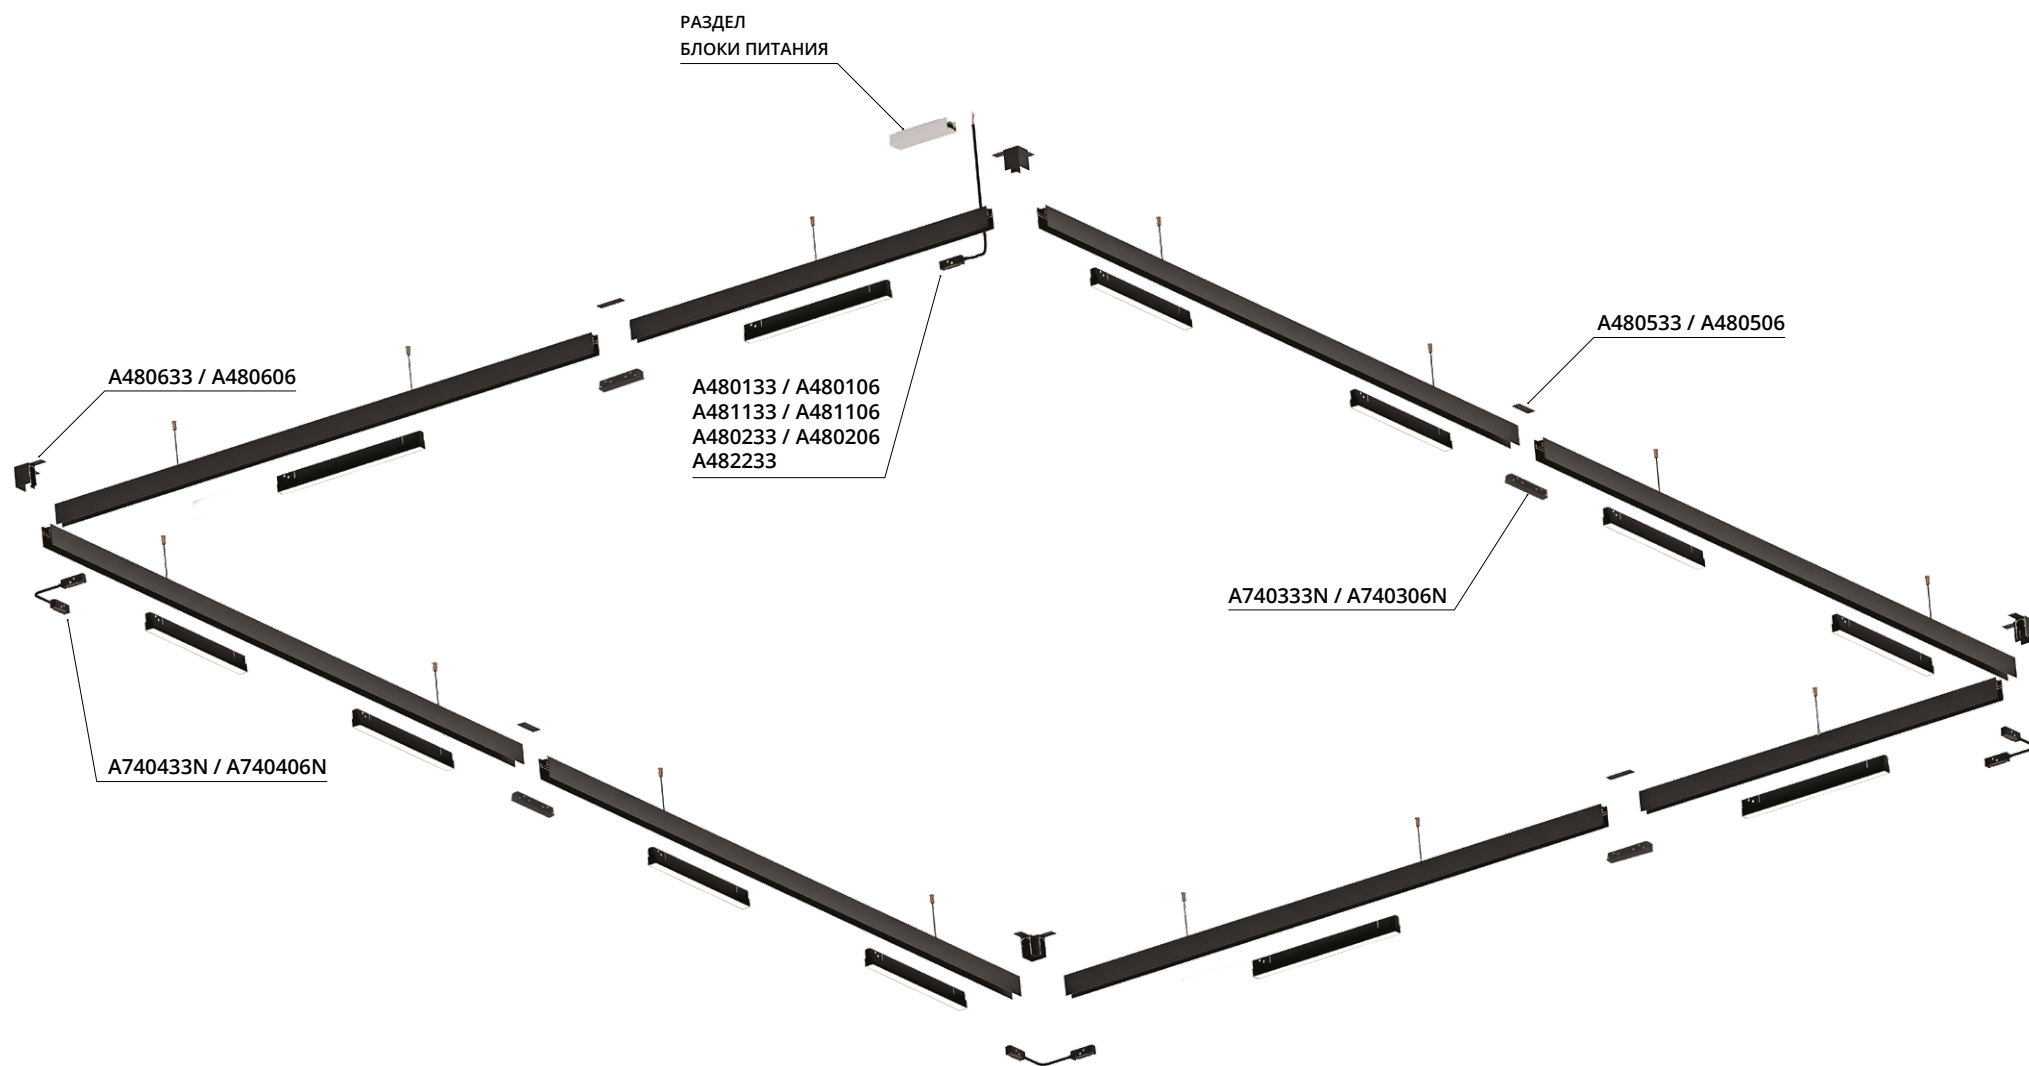 РАЗДЕЛ
БЛОКИ ПИТАНИЯ
A480533 / A480506
A480633 / A480606
A480133 / A480106
A481133 / A481106
A480233 / A480206
A482233
A740333N / A740306N
A740433N / A740406N